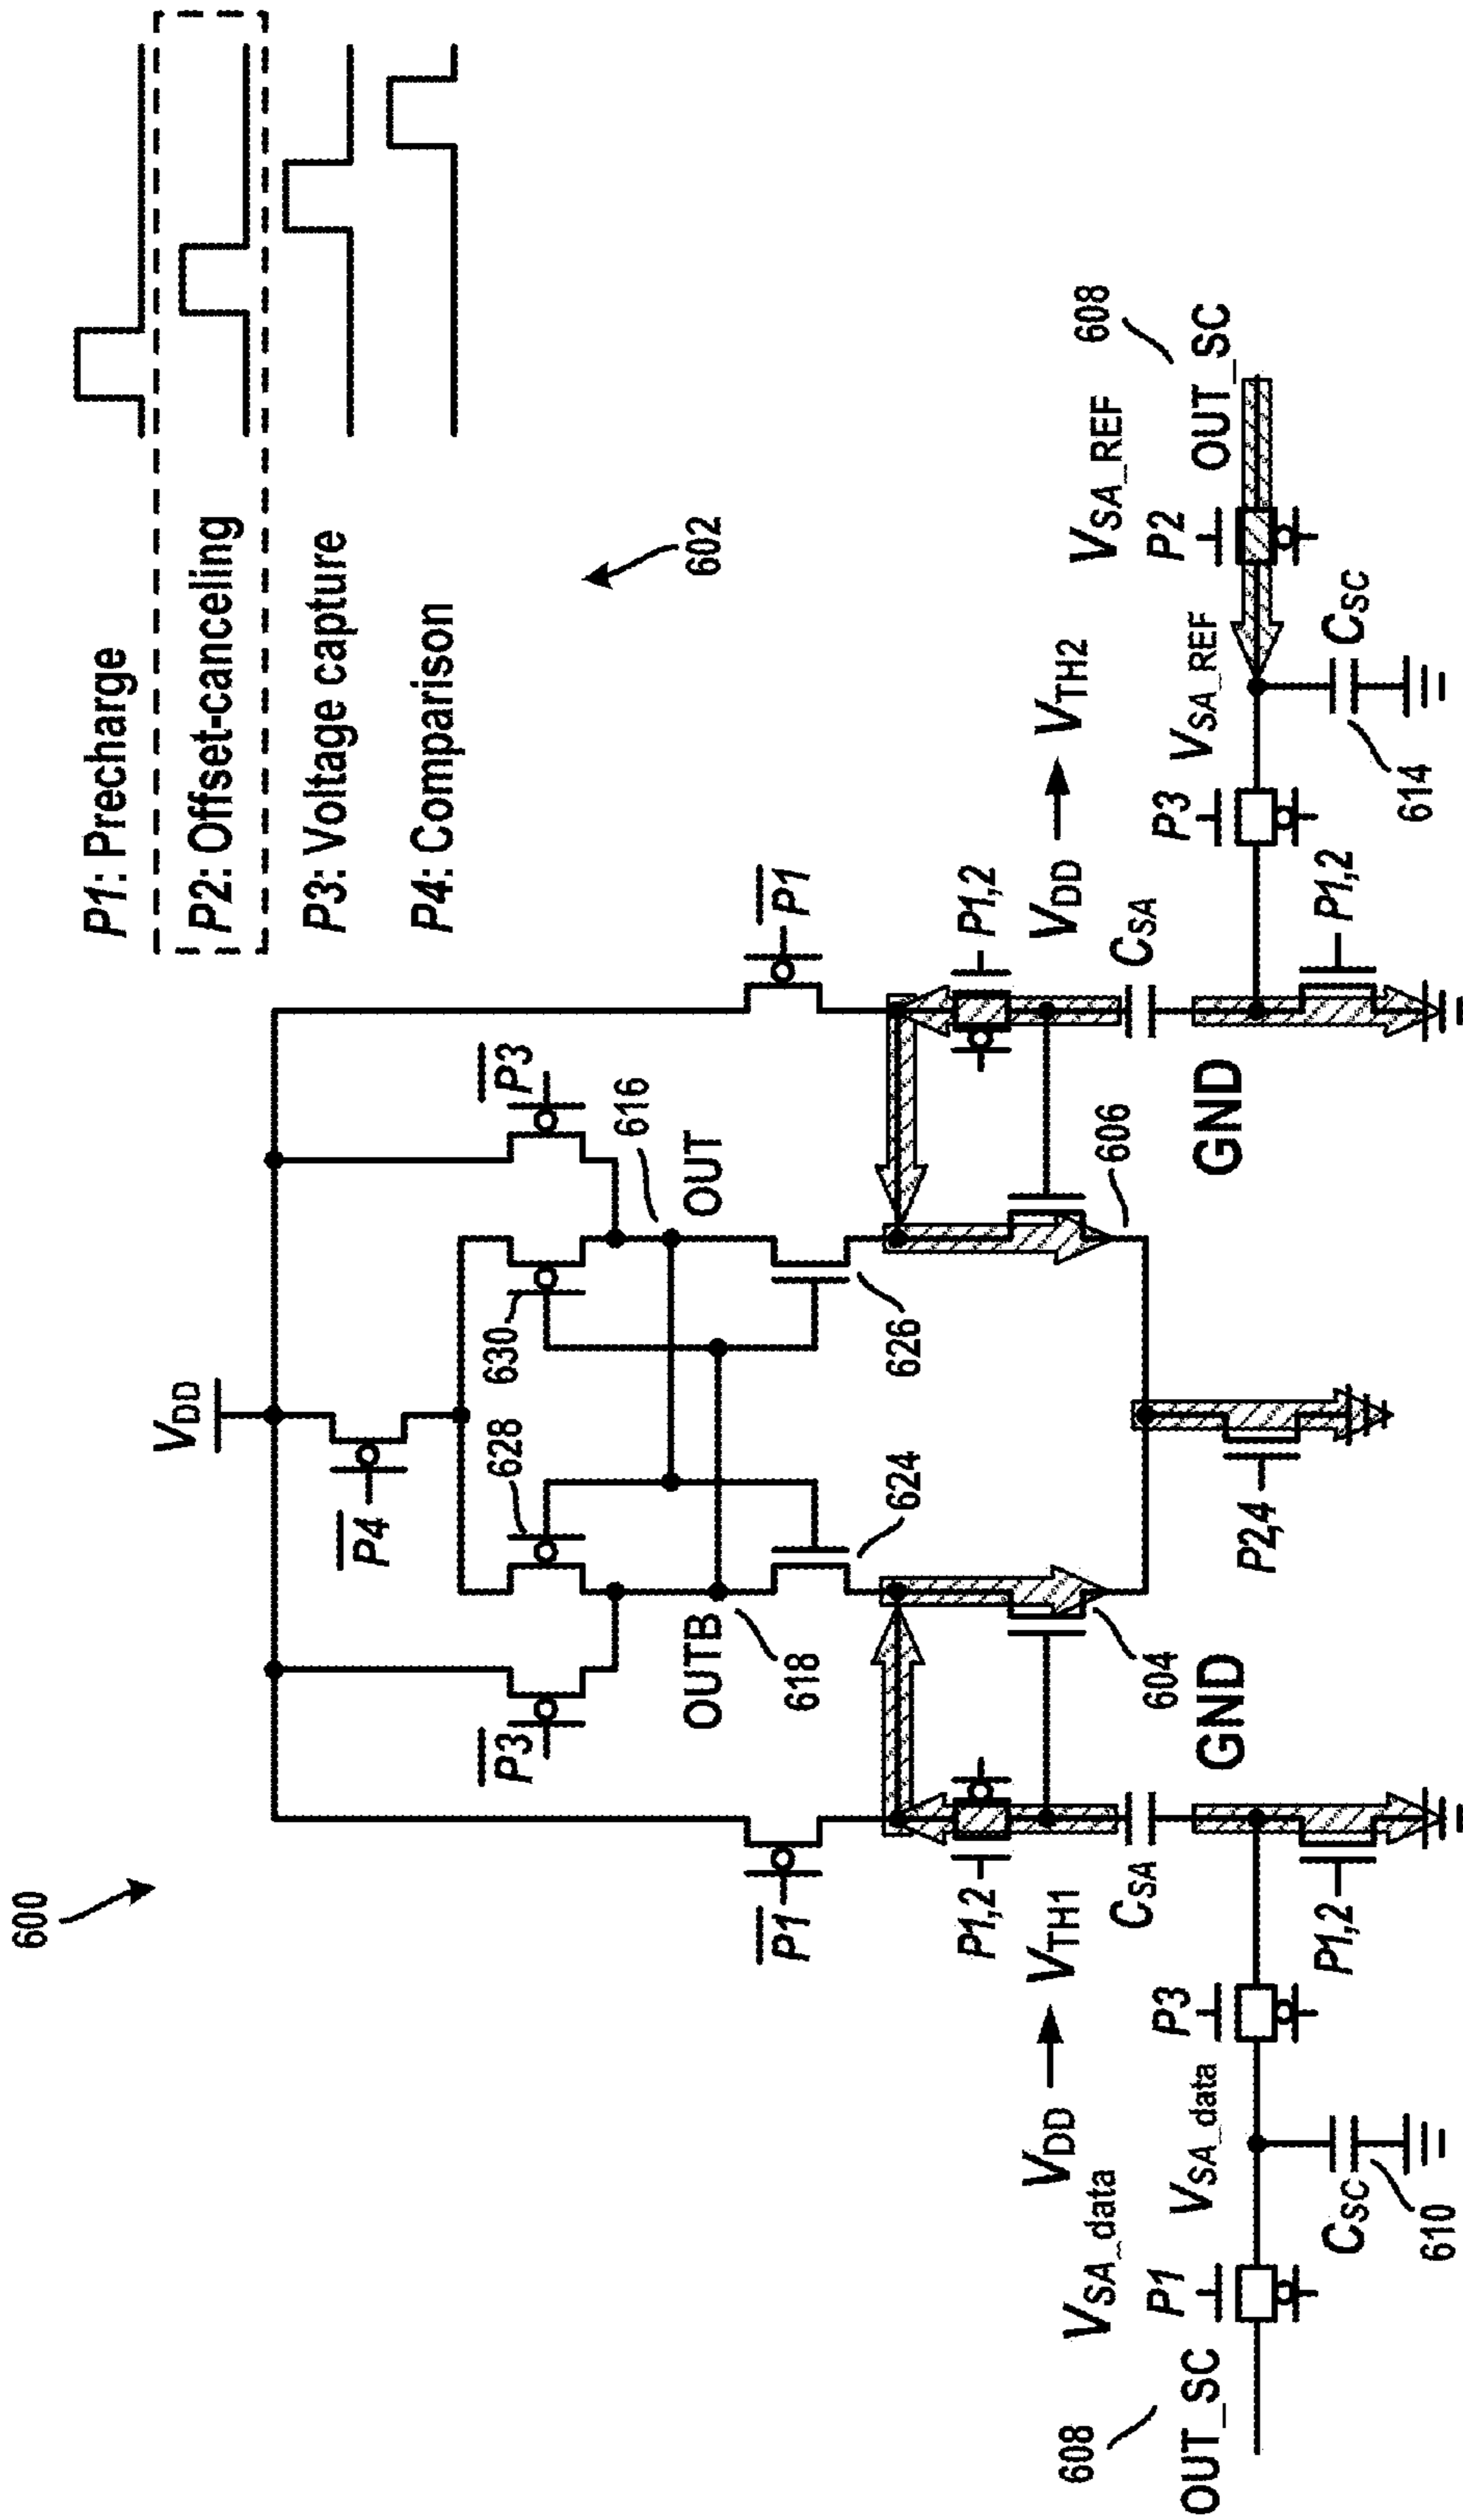 600
P1: Precharge
P2: Offset-canceling
P3: Voltage capture
P4: Comparison
602
VDD
P4
P3
P3
628
630
616
OUTB
OUT
618
P1
P1
624
626
P1,2
P1,2
VDD → VTH1
VDD → VTH2
CSA
CSA
604
606
608
OUT_SC
VSA_data
P1
VSA_data
P3
GND
GND
P2,4
P3
VSA_REF
P2
VSA_REF
OUT_SC
608
CSC
610
P1,2
P1,2
614
CSC